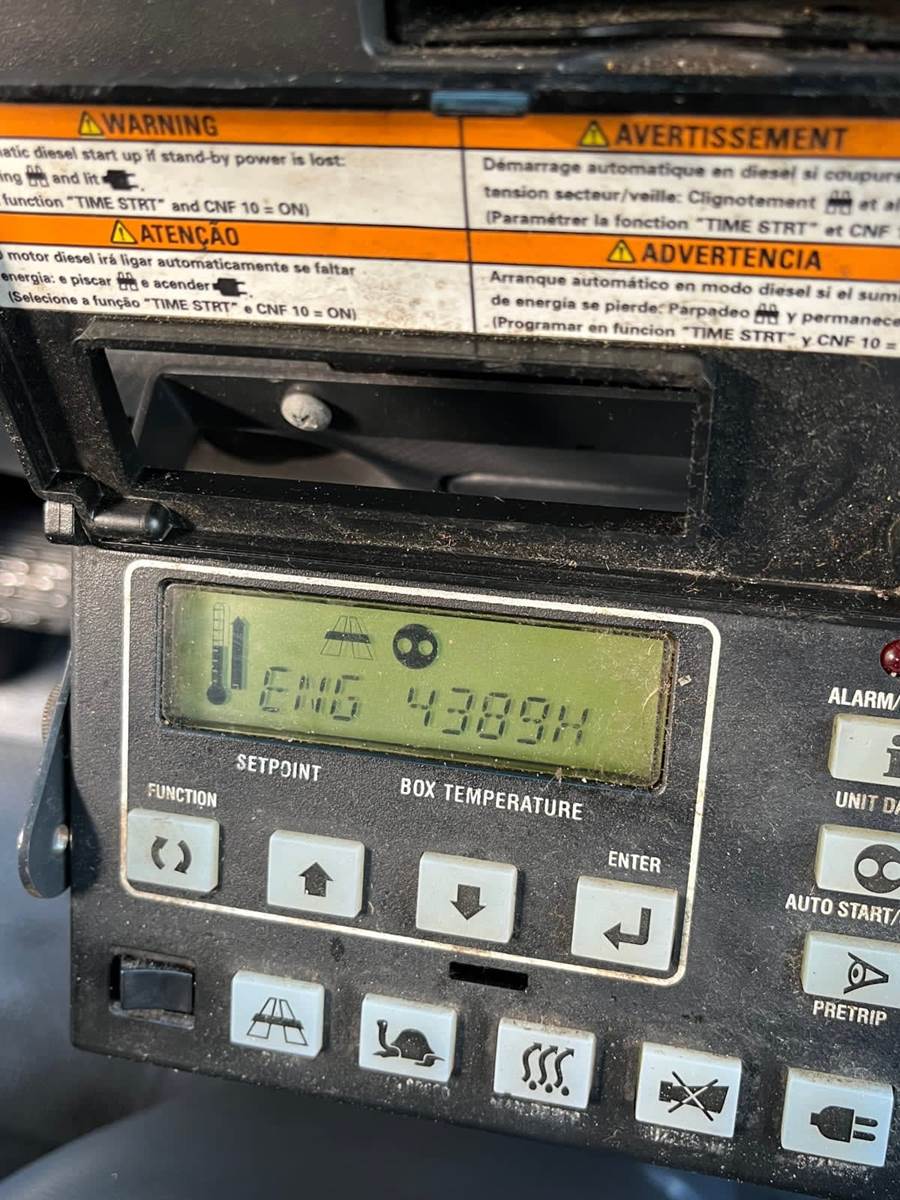 WARNING
matic diesel start up if stand-by power is lost:
ing and lit .
function "TIME STRT" and CNF 10 = ON)
AVERTISSEMENT
Démarrage automatique en diesel si coupure
tension secteur/veille: Clignotement et al
(Paramétrer la fonction "TIME STRT" et CNF 1
ATENÇÃO
O motor diesel irá ligar automaticamente se faltar
energia: e piscar e acender .
(Selecione a função "TIME STRT" e CNF 10 = ON)
ADVERTENCIA
Arranque automático en modo diesel si el sumi
de energía se pierde: Parpadeo y permanece
(Programar en funcion "TIME STRT" y CNF 10 =
ENG 4389H
SETPOINT
BOX TEMPERATURE
FUNCTION
ENTER
ALARM/
i
UNIT DA
AUTO START/
PRETRIP